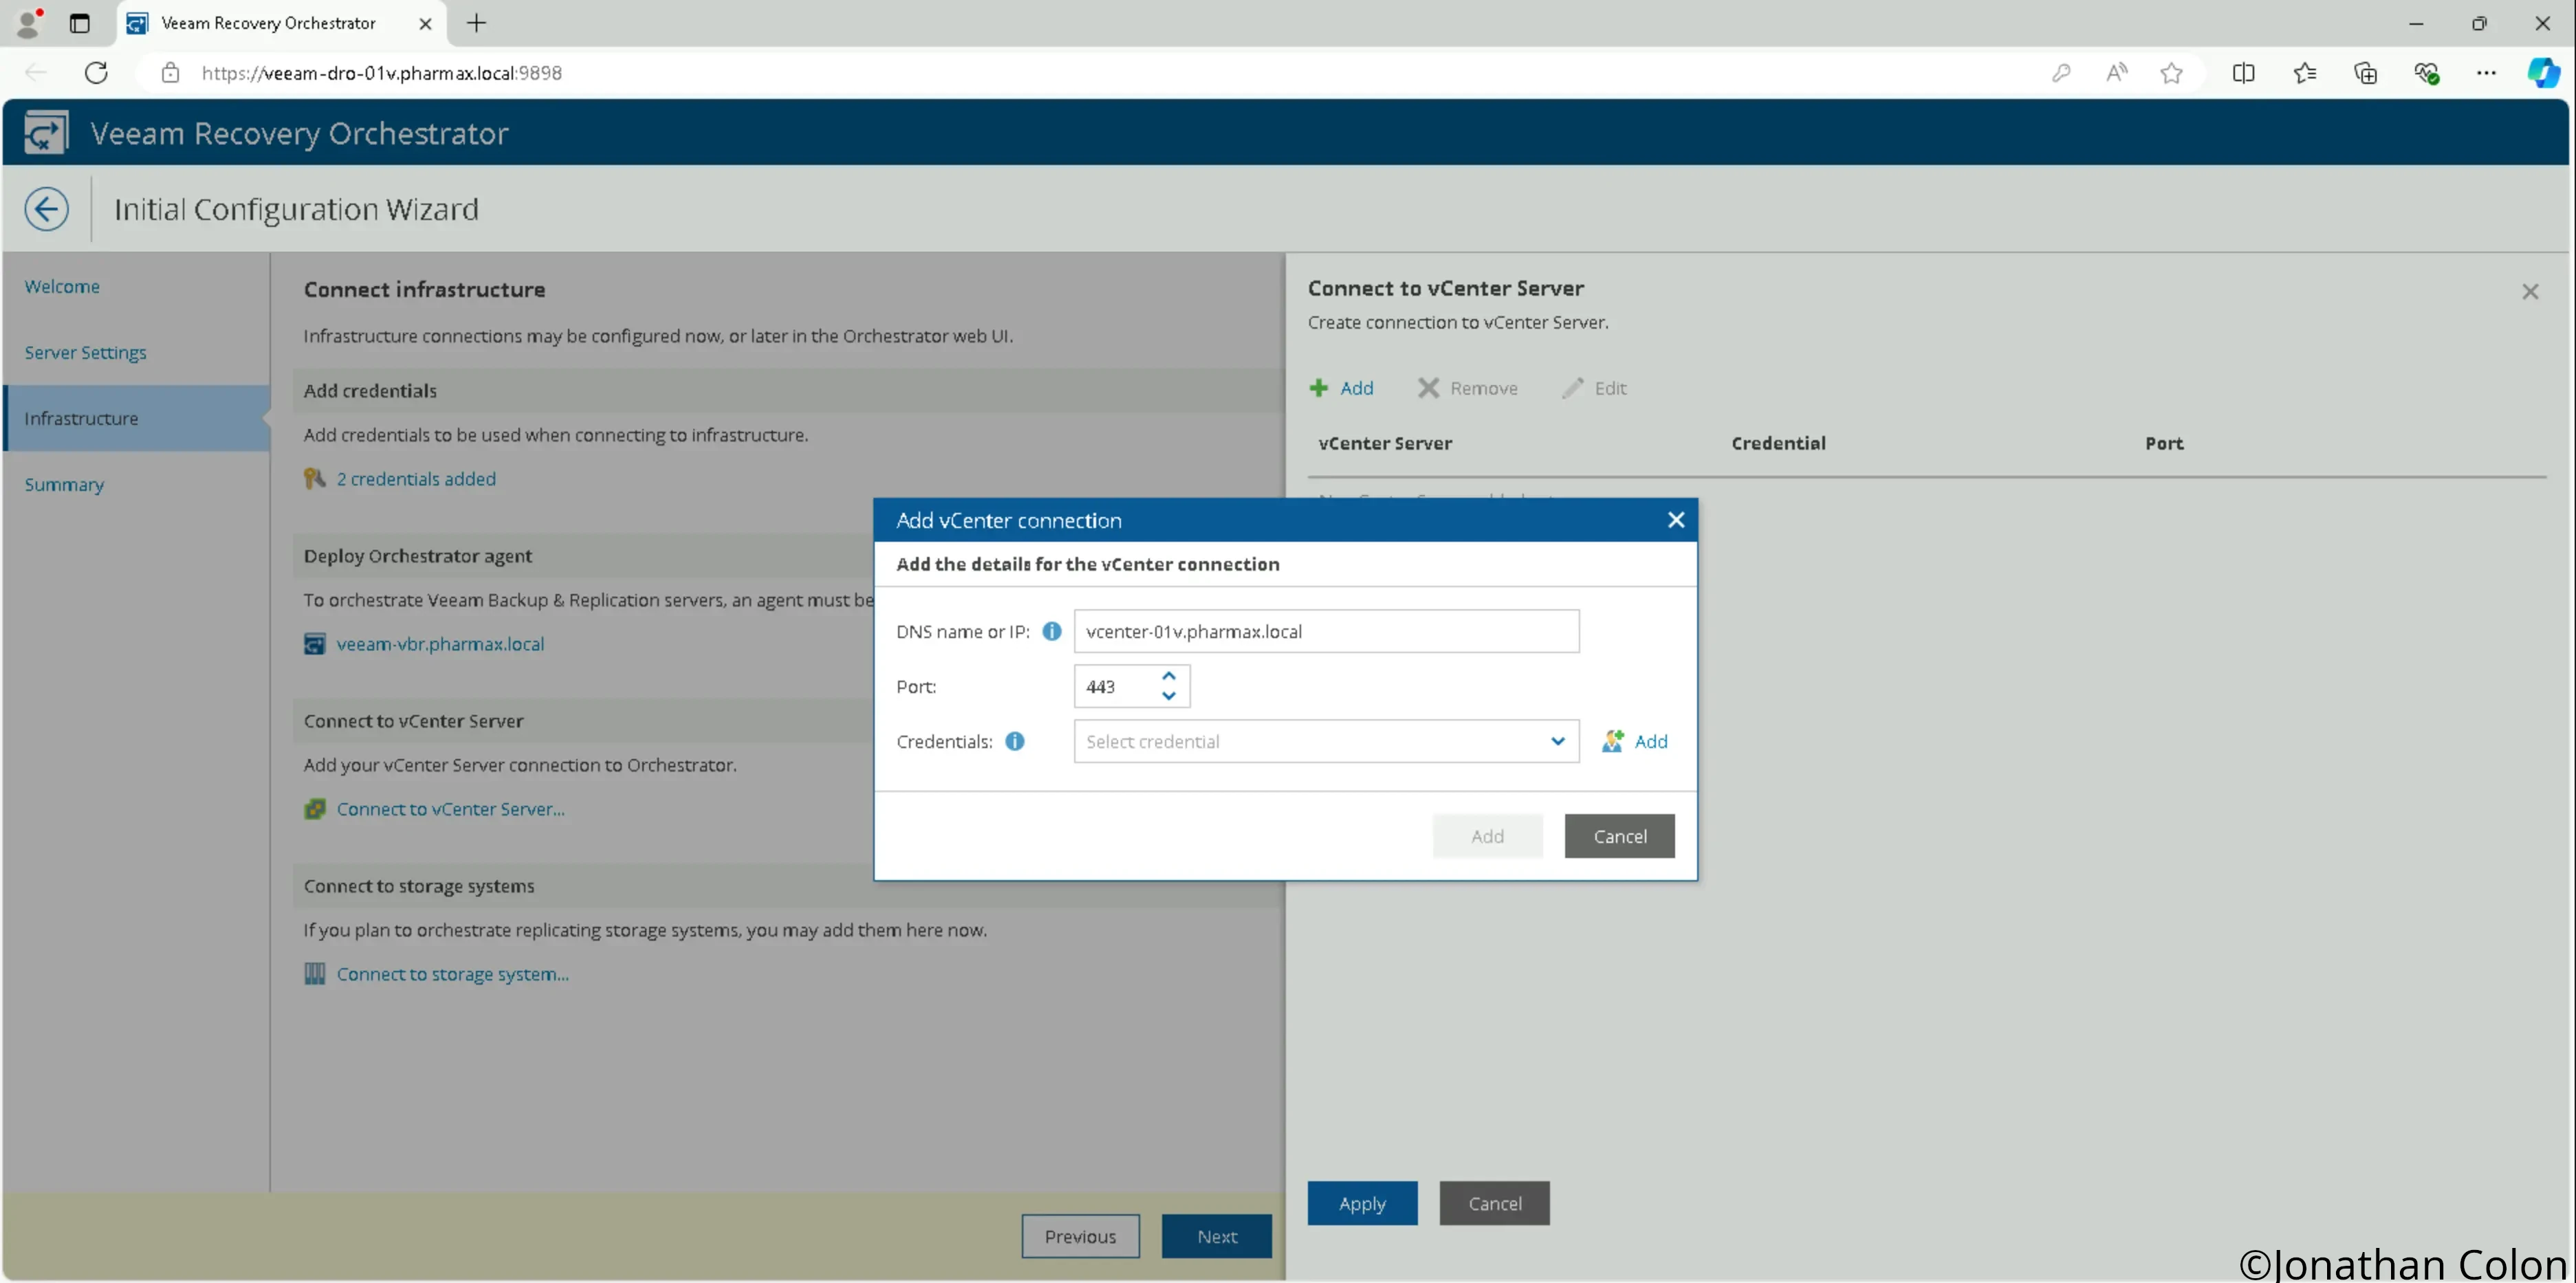 Veeam Recovery Orchestrator
https://veeam-dro-01v.pharmax.local:9898
Veeam Recovery Orchestrator
Initial Configuration Wizard
Welcome
Server Settings
Infrastructure
Summary
Connect infrastructure
Infrastructure connections may be configured now, or later in the Orchestrator web UI.
Add credentials
Add credentials to be used when connecting to infrastructure.
2 credentials added
Deploy Orchestrator agent
To orchestrate Veeam Backup & Replication servers, an agent must be
veeam-vbr.pharmax.local
Connect to vCenter Server
Add your vCenter Server connection to Orchestrator.
Connect to vCenter Server...
Connect to storage systems
If you plan to orchestrate replicating storage systems, you may add them here now.
Connect to storage system...
Previous Next
Connect to vCenter Server
Create connection to vCenter Server.
Add Remove Edit
vCenter Server Credential Port
Add vCenter connection
Add the details for the vCenter connection
DNS name or IP: vcenter-01v.pharmax.local
Port: 443
Credentials: Select credential Add
Add Cancel
Apply Cancel
©Jonathan Colon